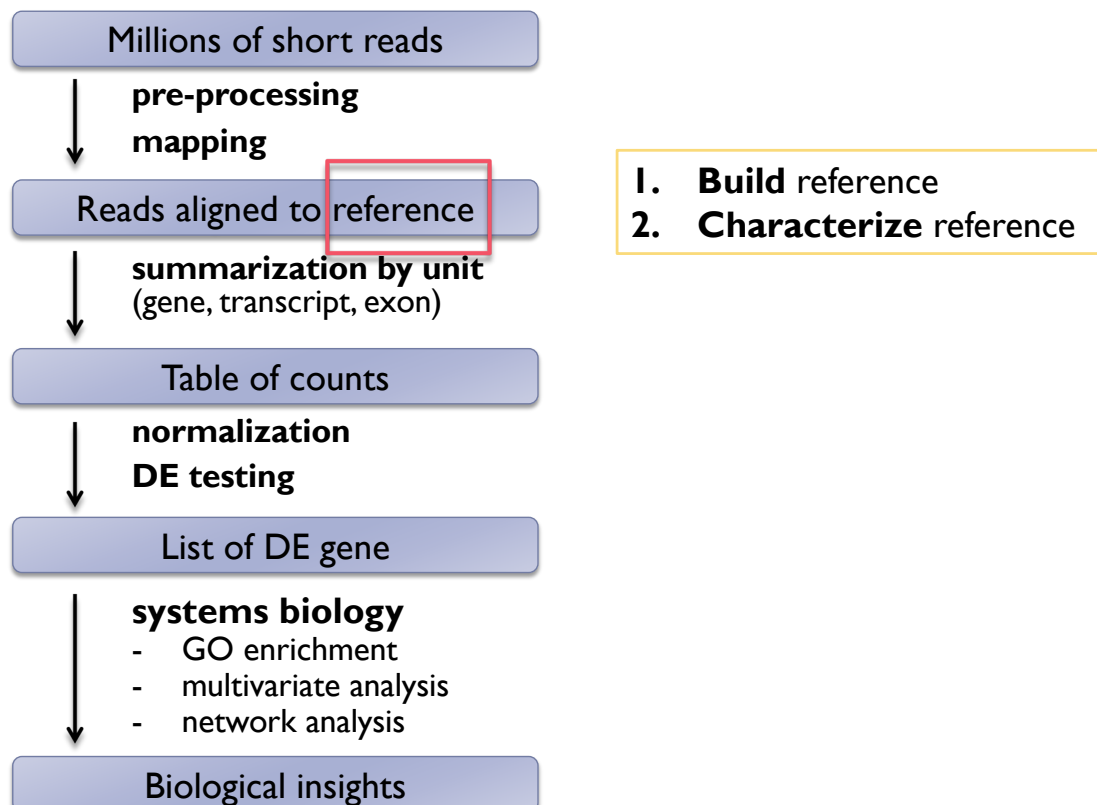 Millions of short reads
pre-processing
mapping
Reads aligned to reference
1. Build reference
2. Characterize reference
summarization by unit
(gene, transcript, exon)
Table of counts
normalization
DE testing
List of DE gene
systems biology
- GO enrichment
- multivariate analysis
- network analysis
Biological insights